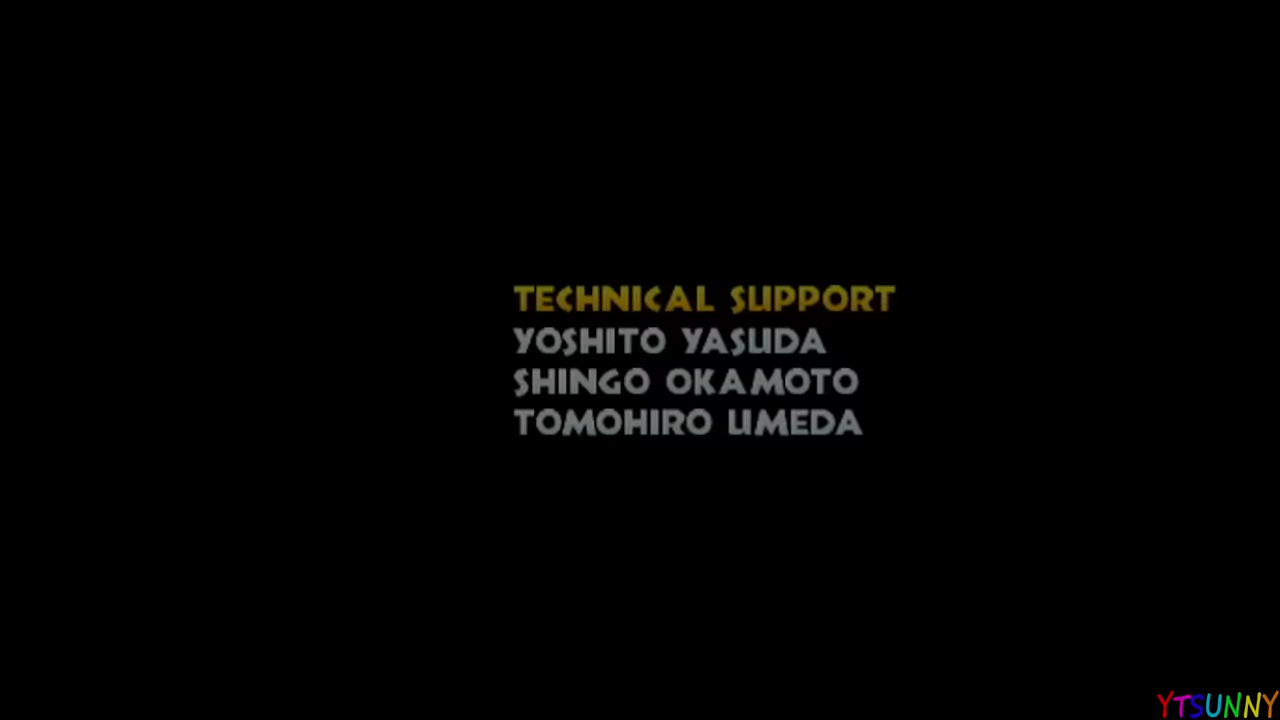 TECHNICAL SUPPORT
YOSHITO YASUDA
SHINGO OKAMOTO
TOMOHIRO UMEDA
YTSUNNY